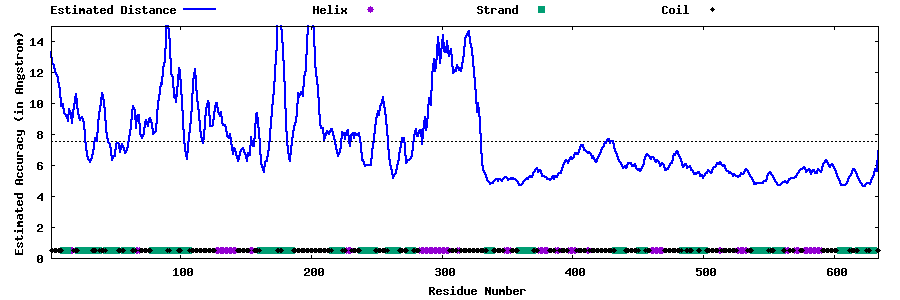 Estimated Distance Helix Strand Coil
Estimated Accuracy (in Angstrom)
14
12
10
8
6
4
2
0
100 200 300 400 500 600
Residue Number